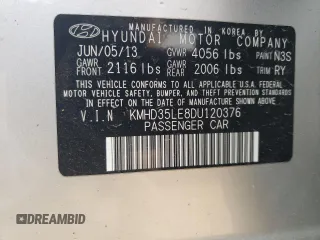 MANUFACTURED IN KOREA BY
HYUNDAI MOTOR COMPANY
JUN/05/13 GVWR 4056 lbs PAINT N3S
GAWR FRONT 2116 lbs GAWR REAR 2006 lbs TRIM RY
THIS VEHICLE CONFORMS TO ALL APPLICABLE
U.S. FEDERAL MOTOR VEHICLE SAFETY, BUMPER,
AND THEFT PREVENTION STANDARDS IN EFFECT ON
THE DATE OF MANUFACTURE SHOWN ABOVE.
V.I.N KMHD35LE8DU120376
PASSENGER CAR
CARFAX